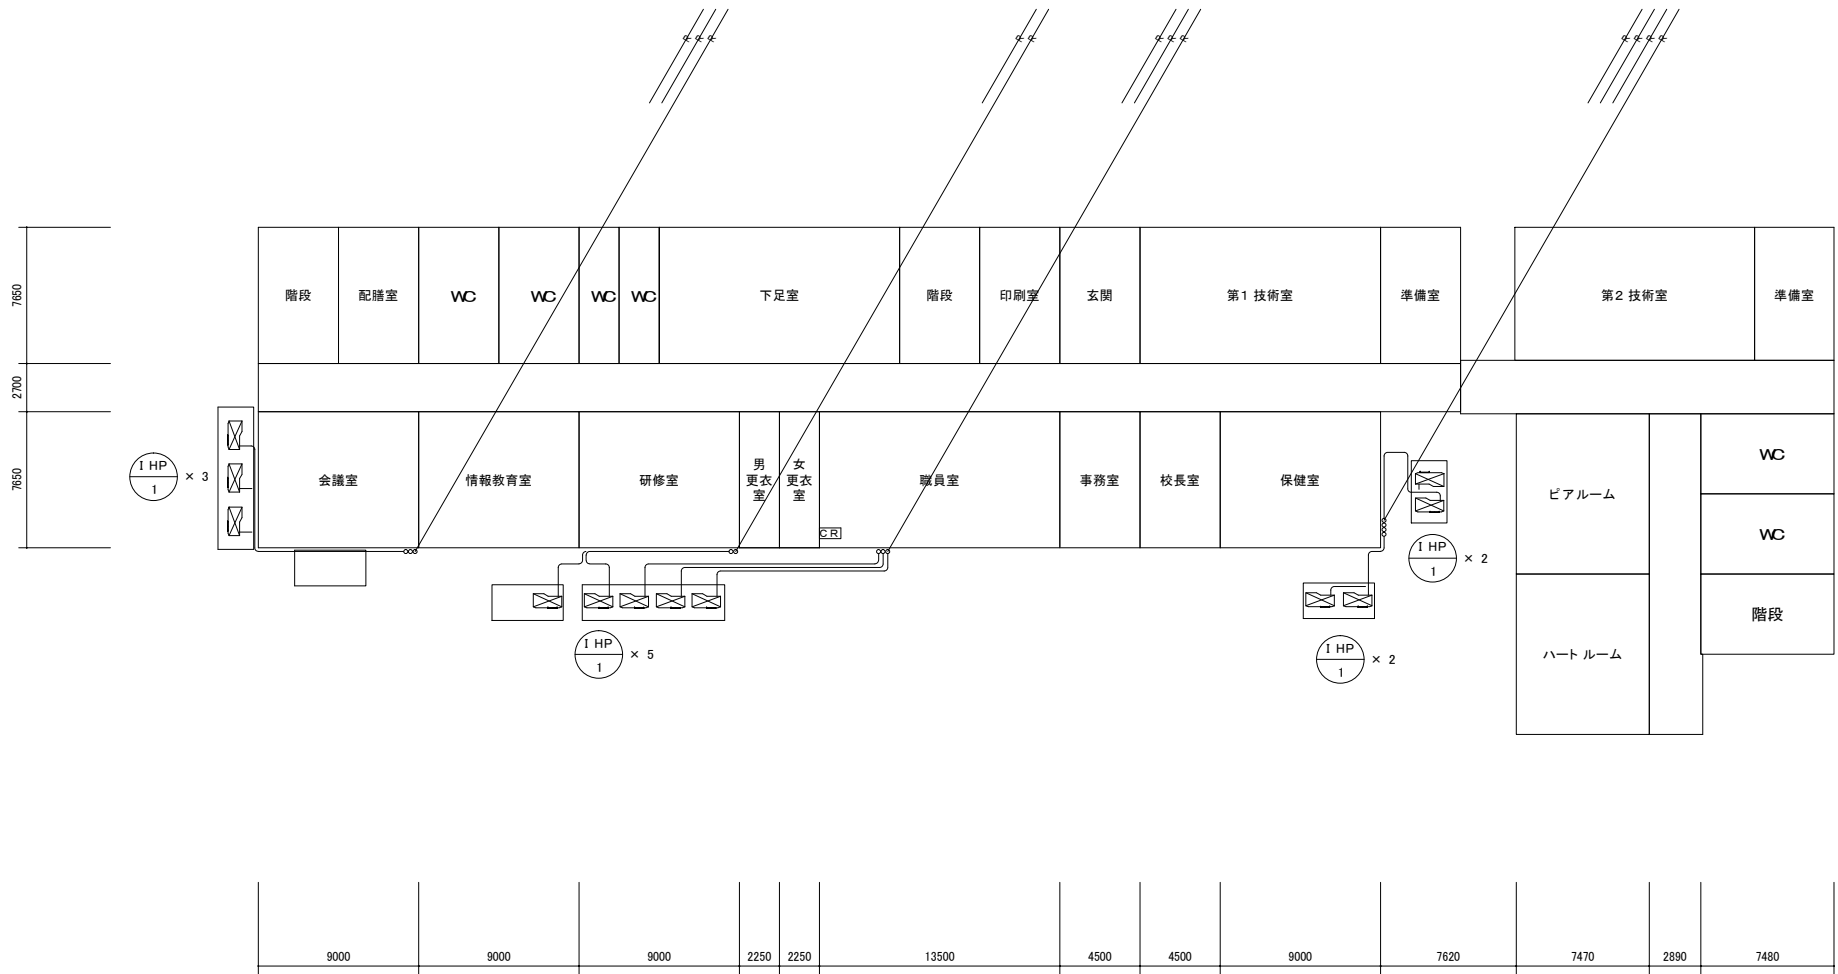 R R R
R R
R R R
R R R R
7650
2700
7650
階段
配膳室
WC
WC
WC
WC
下足室
階段
印刷室
玄関
第1 技術室
準備室
第2 技術室
準備室
会議室
情報教育室
研修室
男
更衣
室
女
更衣
室
職員室
事務室
校長室
保健室
ピアルーム
WC
WC
階段
ハート ルーム
CR
I HP
1
× 3
I HP
1
× 5
I HP
1
× 2
I HP
1
× 2
9000
9000
9000
2250
2250
13500
4500
4500
9000
7620
7470
2890
7480